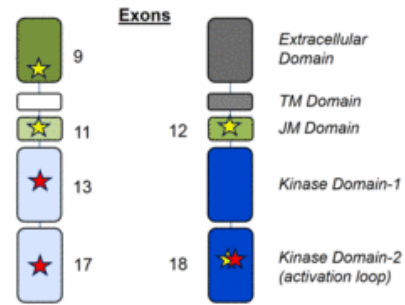 Exons
9
Extracellular
Domain
TM Domain
11
12
JM Domain
13
Kinase Domain-1
17
18
Kinase Domain-2
(activation loop)